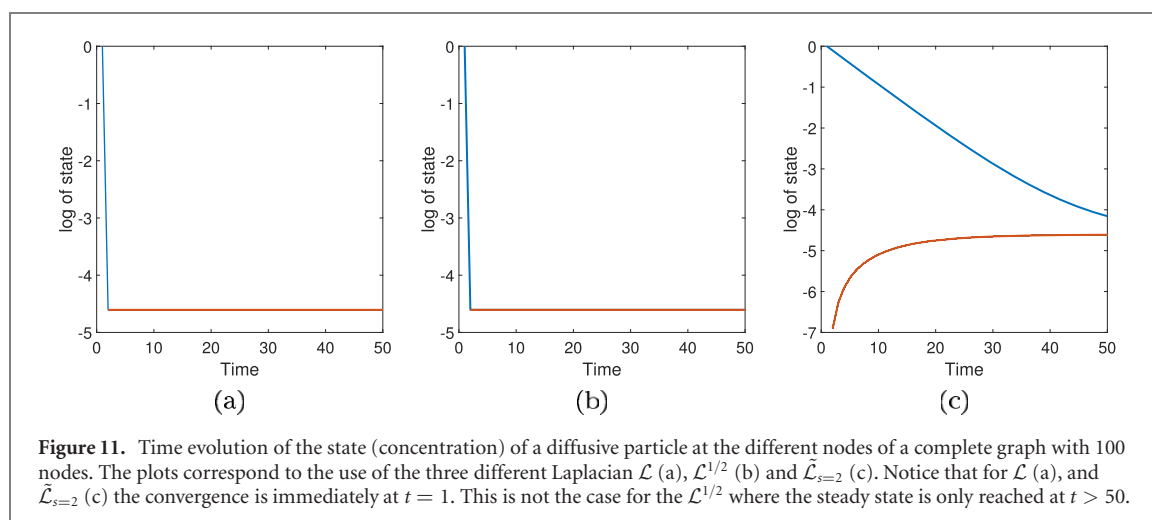 0
-1
-2
-3
-4
-5
log of state
0 10 20 30 40 50
Time
(a)
0
-1
-2
-3
-4
-5
log of state
0 10 20 30 40 50
Time
(b)
0
-1
-2
-3
-4
-5
-6
-7
log of state
0 10 20 30 40 50
Time
(c)
Figure 11. Time evolution of the state (concentration) of a diffusive particle at the different nodes of a complete graph with 100
nodes. The plots correspond to the use of the three different Laplacian ℒ (a), ℒ^{1/2} (b) and ℒ̃_{s=2} (c). Notice that for ℒ (a), and
ℒ̃_{s=2} (c) the convergence is immediately at t = 1. This is not the case for the ℒ^{1/2} where the steady state is only reached at t > 50.